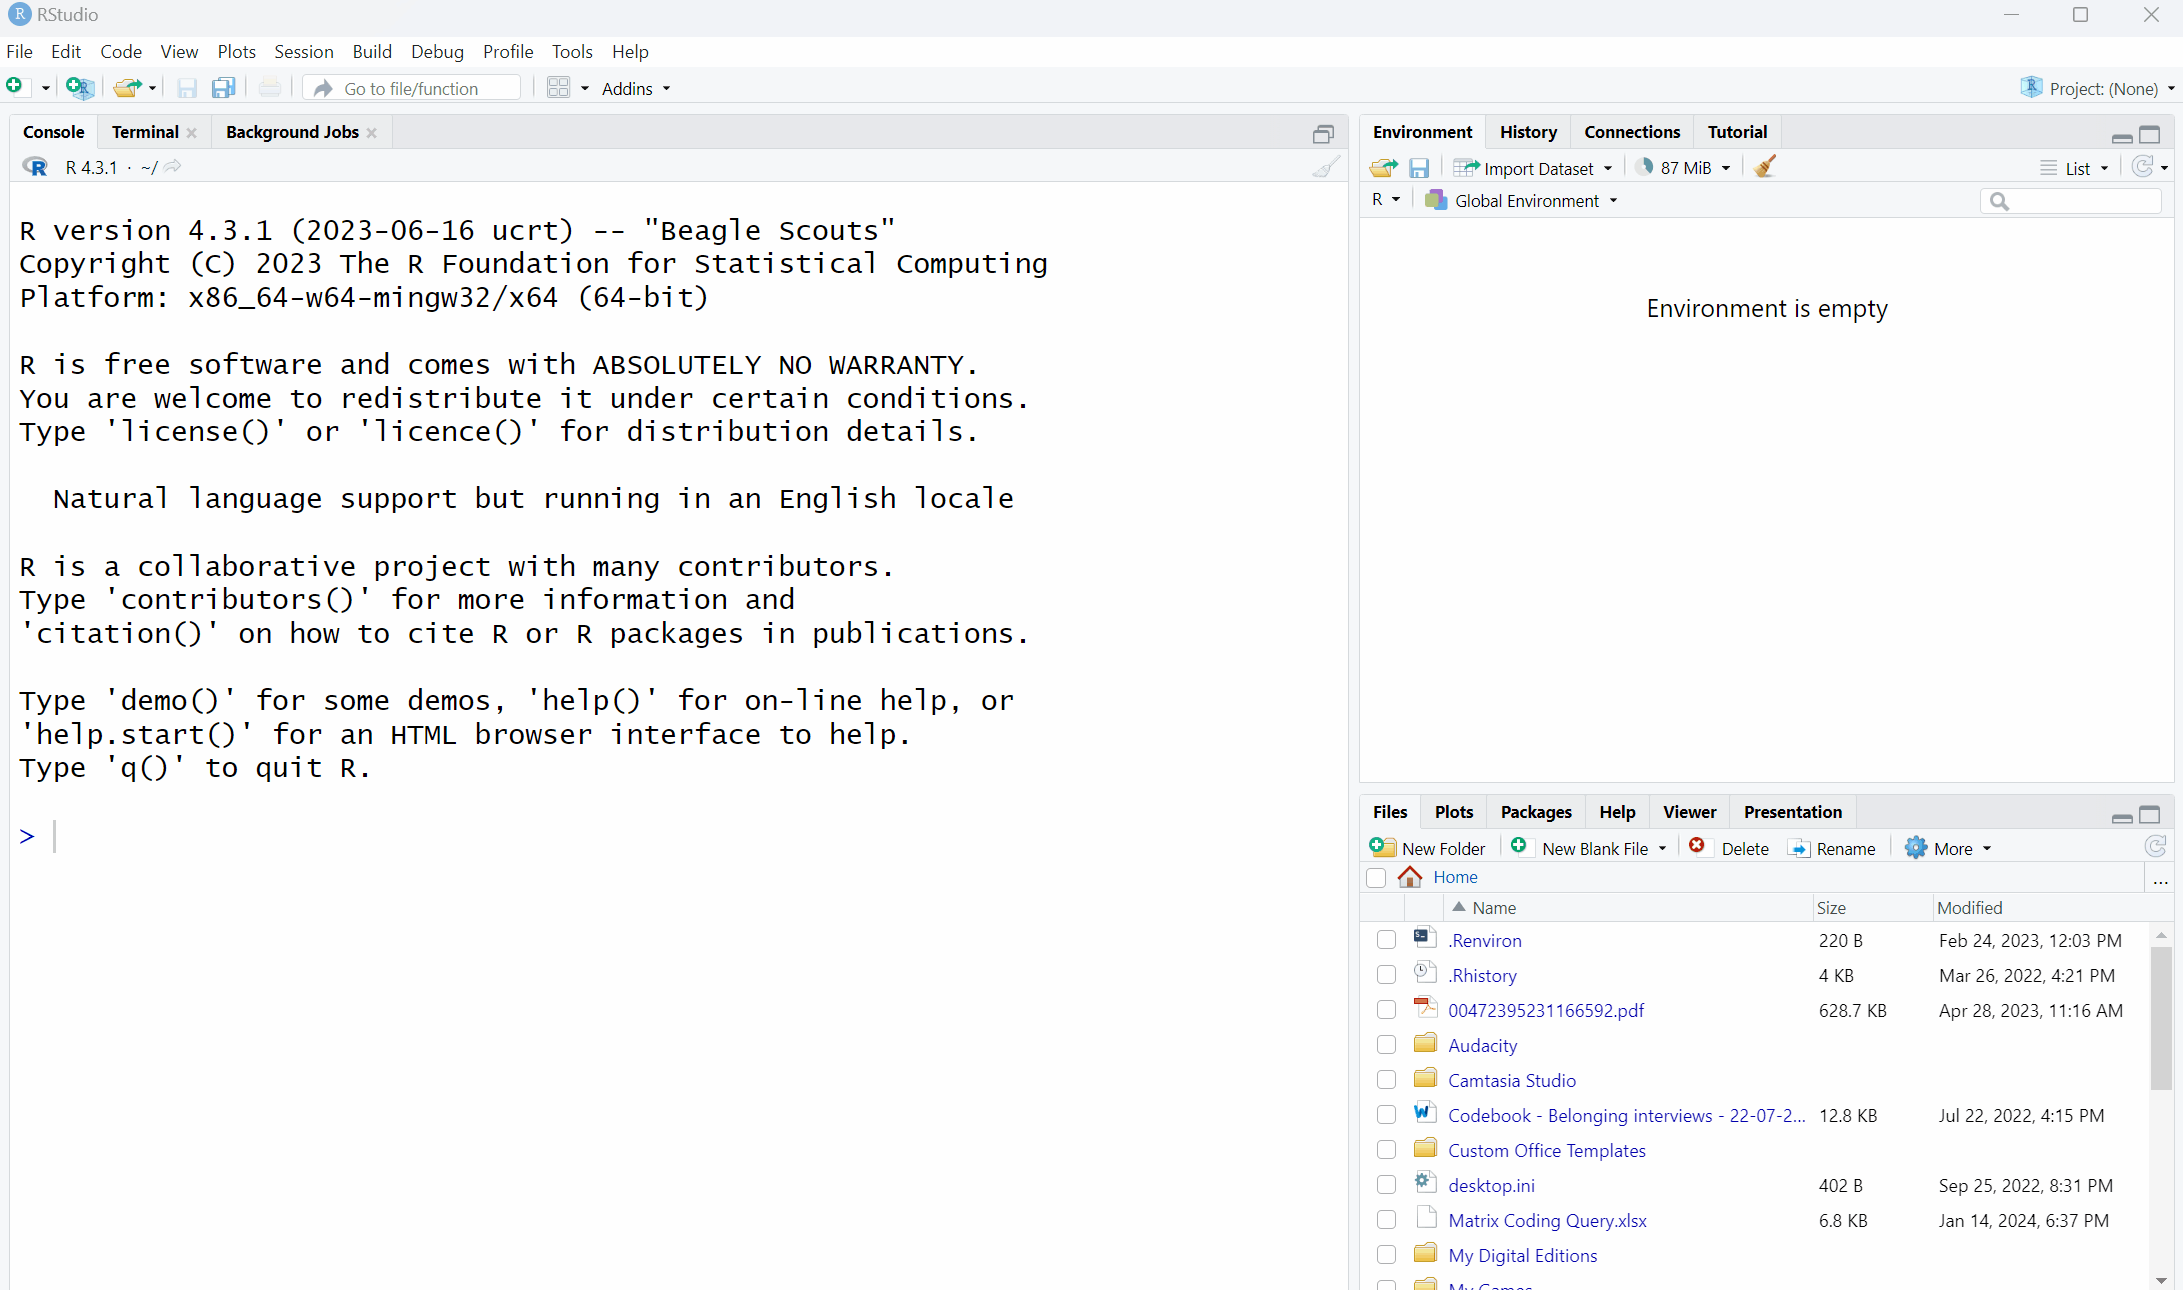 RStudio
File Edit Code View Plots Session Build Debug Profile Tools Help
Go to file/function Addins Project: (None)
Console Terminal Background Jobs
R 4.3.1 · ~/
R version 4.3.1 (2023-06-16 ucrt) -- "Beagle Scouts"
Copyright (C) 2023 The R Foundation for Statistical Computing
Platform: x86_64-w64-mingw32/x64 (64-bit)
R is free software and comes with ABSOLUTELY NO WARRANTY.
You are welcome to redistribute it under certain conditions.
Type 'license()' or 'licence()' for distribution details.
Natural language support but running in an English locale
R is a collaborative project with many contributors.
Type 'contributors()' for more information and
'citation()' on how to cite R or R packages in publications.
Type 'demo()' for some demos, 'help()' for on-line help, or
'help.start()' for an HTML browser interface to help.
Type 'q()' to quit R.
>
Environment History Connections Tutorial
Import Dataset 87 MiB List
R Global Environment
Environment is empty
Files Plots Packages Help Viewer Presentation
New Folder New Blank File Delete Rename More
Home ...
Name Size Modified
.Renviron 220 B Feb 24, 2023, 12:03 PM
.Rhistory 4 KB Mar 26, 2022, 4:21 PM
00472395231166592.pdf 628.7 KB Apr 28, 2023, 11:16 AM
Audacity
Camtasia Studio
Codebook - Belonging interviews - 22-07-2... 12.8 KB Jul 22, 2022, 4:15 PM
Custom Office Templates
desktop.ini 402 B Sep 25, 2022, 8:31 PM
Matrix Coding Query.xlsx 6.8 KB Jan 14, 2024, 6:37 PM
My Digital Editions
My Games